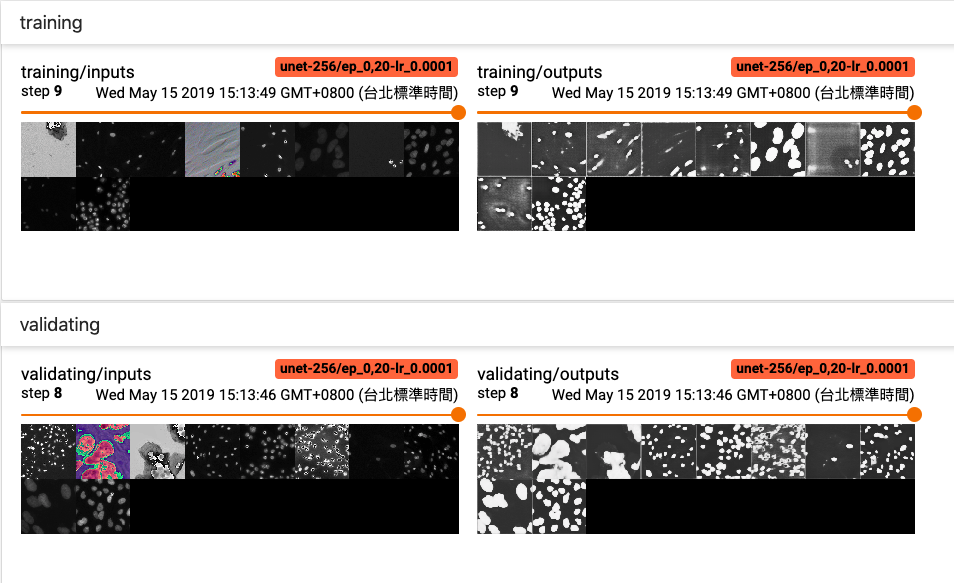 training
training/inputs
unet-256/ep_0,20-lr_0.0001
step 9
Wed May 15 2019 15:13:49 GMT+0800 (台北標準時間)
training/outputs
unet-256/ep_0,20-lr_0.0001
step 9
Wed May 15 2019 15:13:49 GMT+0800 (台北標準時間)
validating
validating/inputs
unet-256/ep_0,20-lr_0.0001
step 8
Wed May 15 2019 15:13:46 GMT+0800 (台北標準時間)
validating/outputs
unet-256/ep_0,20-lr_0.0001
step 8
Wed May 15 2019 15:13:46 GMT+0800 (台北標準時間)